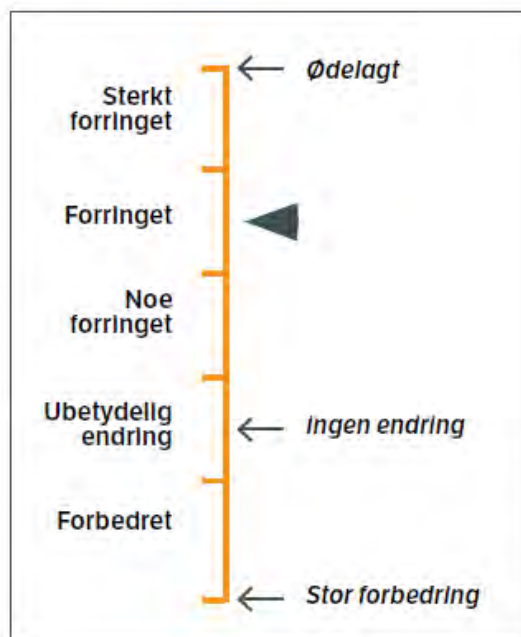 Ødelagt
Sterkt
forringet
Forringet
Noe
forringet
Ubetydelig
endring
Ingen endring
Forbedret
Stor forbedring